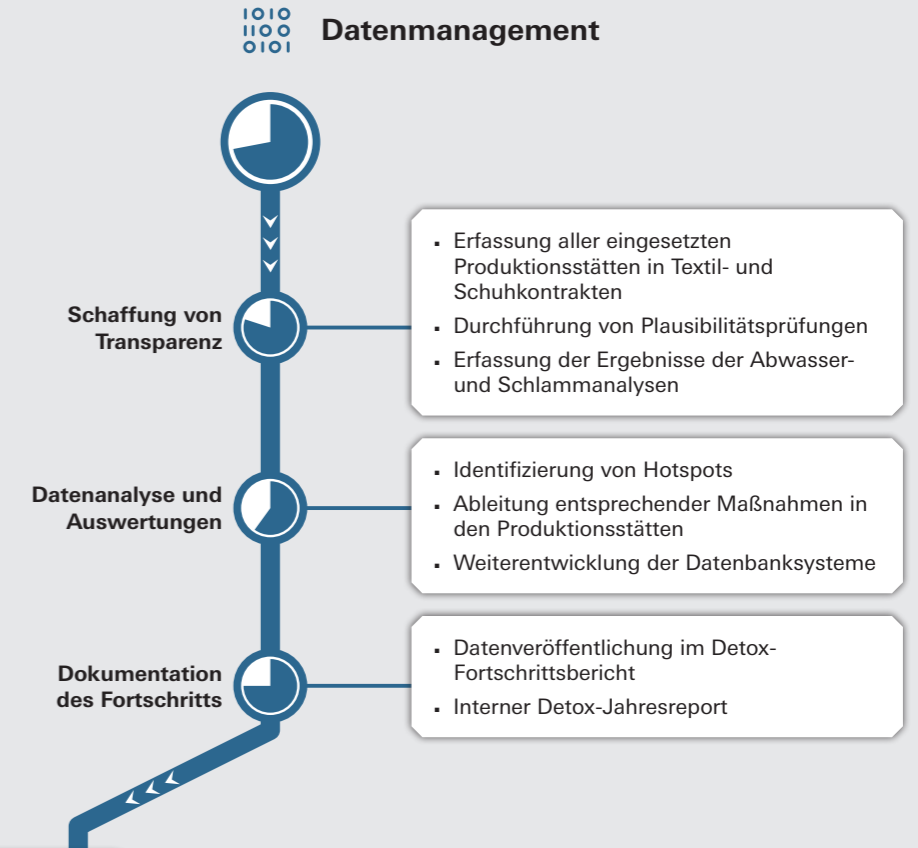 1010
1100
0101
Datenmanagement
Schaffung von
Transparenz
▪ Erfassung aller eingesetzten
Produktionsstätten in Textil- und
Schuhkontrakten
▪ Durchführung von Plausibilitätsprüfungen
▪ Erfassung der Ergebnisse der Abwasser-
und Schlammanalysen
Datenanalyse und
Auswertungen
▪ Identifizierung von Hotspots
▪ Ableitung entsprechender Maßnahmen in
den Produktionsstätten
▪ Weiterentwicklung der Datenbanksysteme
Dokumentation
des Fortschritts
▪ Datenveröffentlichung im Detox-
Fortschrittsbericht
▪ Interner Detox-Jahresreport